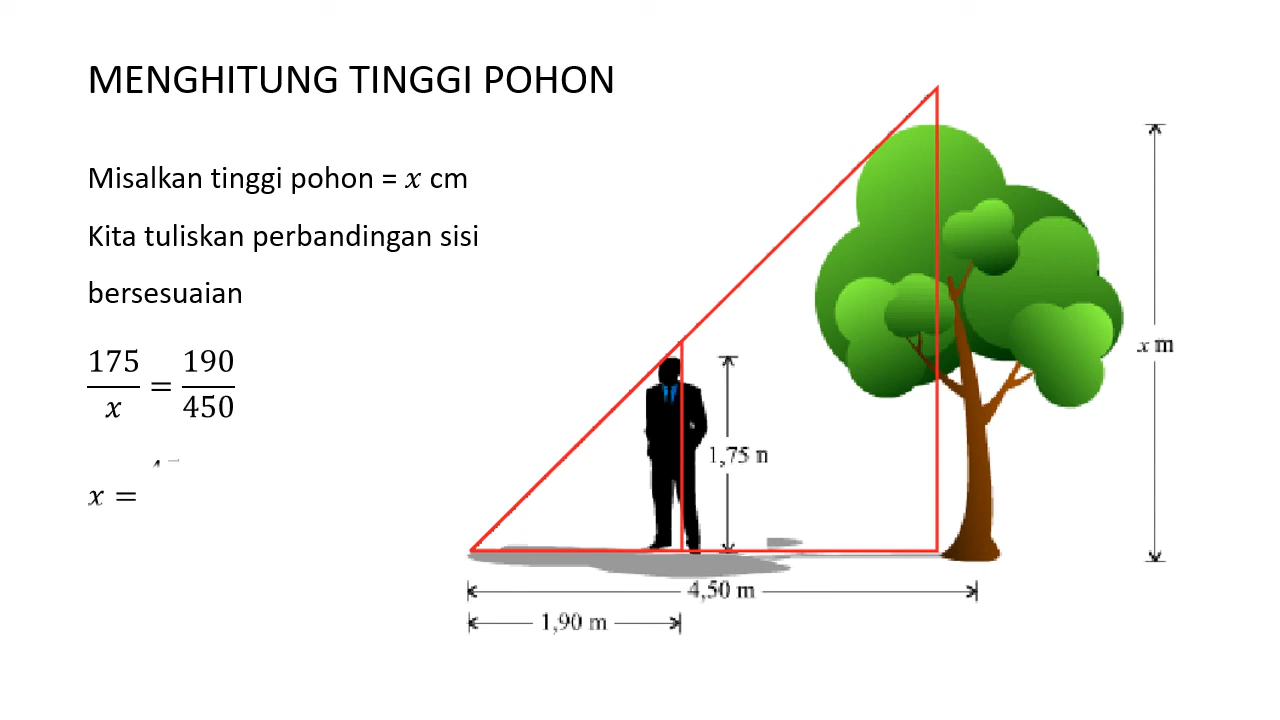 MENGHITUNG TINGGI POHON
Misalkan tinggi pohon = 𝑥 cm
Kita tuliskan perbandingan sisi
bersesuaian
175/𝑥 = 190/450
𝑥 =
1,75
x m
4,50 m
1,90 m